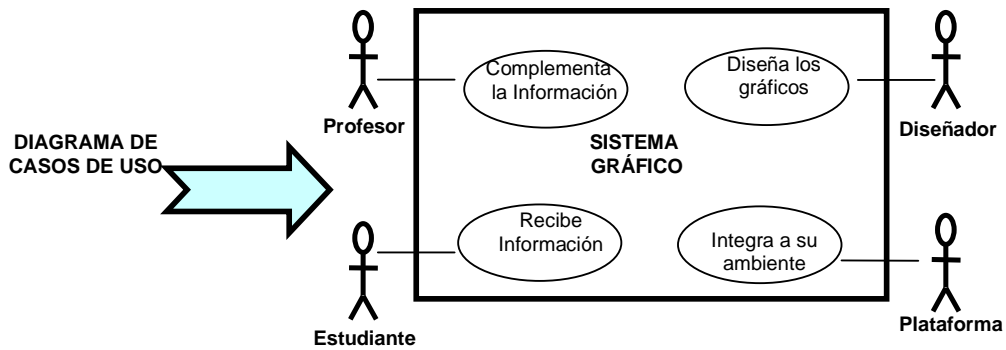 Complementa
la Información
Diseña los
gráficos
Profesor
Diseñador
DIAGRAMA DE
CASOS DE USO
SISTEMA
GRÁFICO
Recibe
Información
Integra a su
ambiente
Estudiante
Plataforma